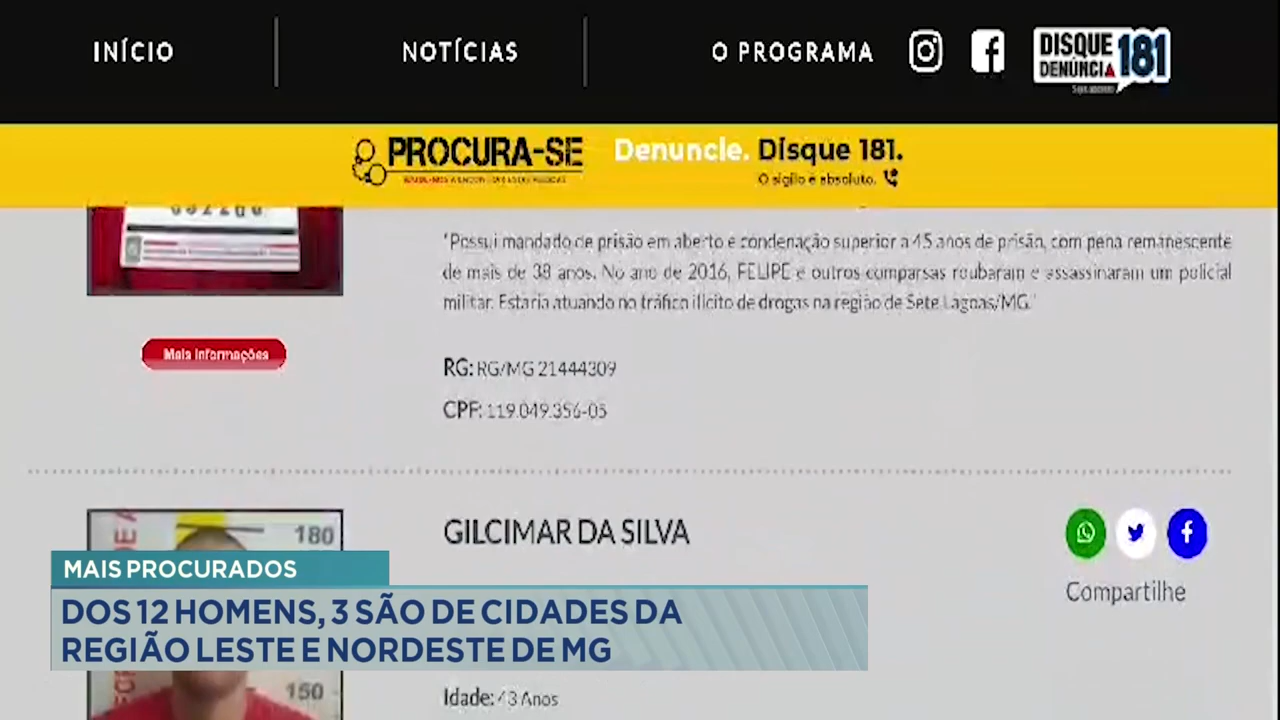 INÍCIO
NOTÍCIAS
O PROGRAMA
DISQUE
DENÚNCIA 181
PROCURA-SE
Denuncie. Disque 181.
O sigilo é absoluto.
"Possui mandado de prisão em aberto e condenação superior a 45 anos de prisão, com pena remanescente
de mais de 38 anos. No ano de 2016, FELIPE e outros comparsas roubaram e assassinaram um policial
militar. Estaria atuando no tráfico ilícito de drogas na região de Sete Lagoas/MG."
Mais informações
RG: RG/MG 21444309
CPF: 119.049.356-05
180
GILCIMAR DA SILVA
Compartilhe
MAIS PROCURADOS
DOS 12 HOMENS, 3 SÃO DE CIDADES DA
REGIÃO LESTE E NORDESTE DE MG
150
Idade: 43 Anos